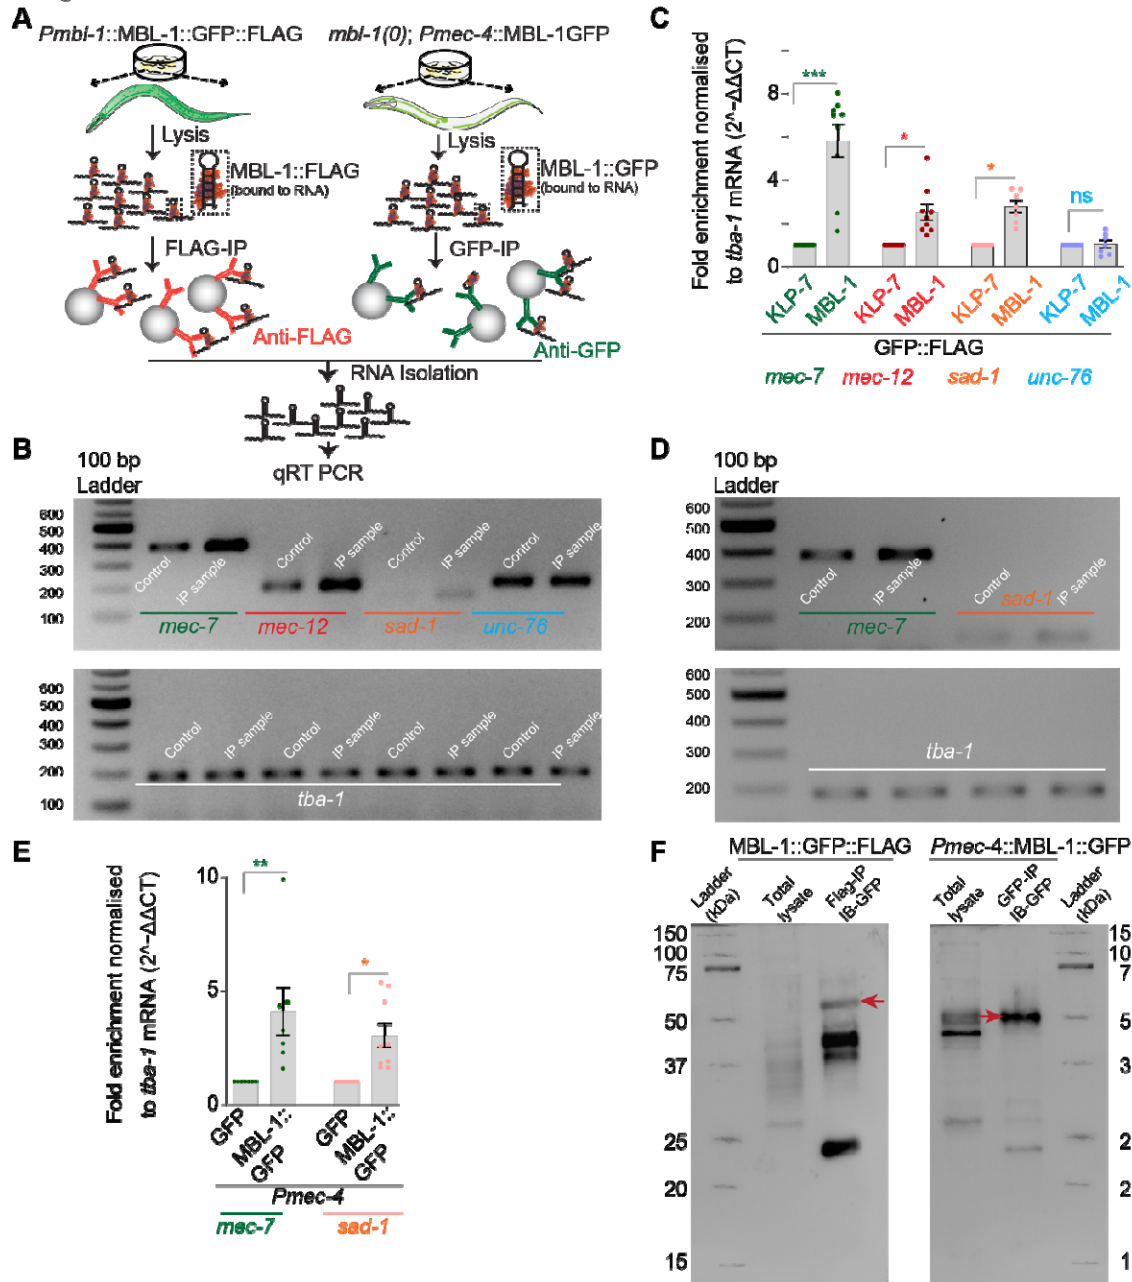 A
Pmbl-1::MBL-1::GFP::FLAG
mbl-1(0); Pmec-4::MBL-1GFP
Lysis
Lysis
MBL-1::FLAG
(bound to RNA)
MBL-1::GFP
(bound to RNA)
FLAG-IP
GFP-IP
Anti-FLAG
Anti-GFP
RNA Isolation
qRT PCR
B
100 bp
Ladder
600
500
400
300
200
100
Control
IP sample
Control
IP sample
Control
IP sample
Control
IP sample
mec-7
mec-12
sad-1
unc-76
600
500
400
300
200
100
Control
IP sample
Control
IP sample
Control
IP sample
Control
IP sample
tba-1
C
Fold enrichment normalised
to tba-1 mRNA (2^-ΔΔCT)
8
4
0
***
*
*
ns
KLP-7
MBL-1
KLP-7
MBL-1
KLP-7
MBL-1
KLP-7
MBL-1
GFP::FLAG
mec-7
mec-12
sad-1
unc-76
D
100 bp
Ladder
600
500
400
300
200
Control
IP sample
Control
IP sample
mec-7
sad-1
600
500
400
300
200
tba-1
E
Fold enrichment normalised
to tba-1 mRNA (2^-ΔΔCT)
10
5
0
**
*
GFP
MBL-1::
GFP
GFP
MBL-1::
GFP
Pmec-4
mec-7
sad-1
F
MBL-1::GFP::FLAG
Pmec-4::MBL-1::GFP
Ladder
(kDa)
Total
lysate
Flag-IP
IB-GFP
Total
lysate
GFP-IP
IB-GFP
Ladder
(kDa)
150
100
75
50
37
25
20
15
15
10
7
5
3
2
2
1